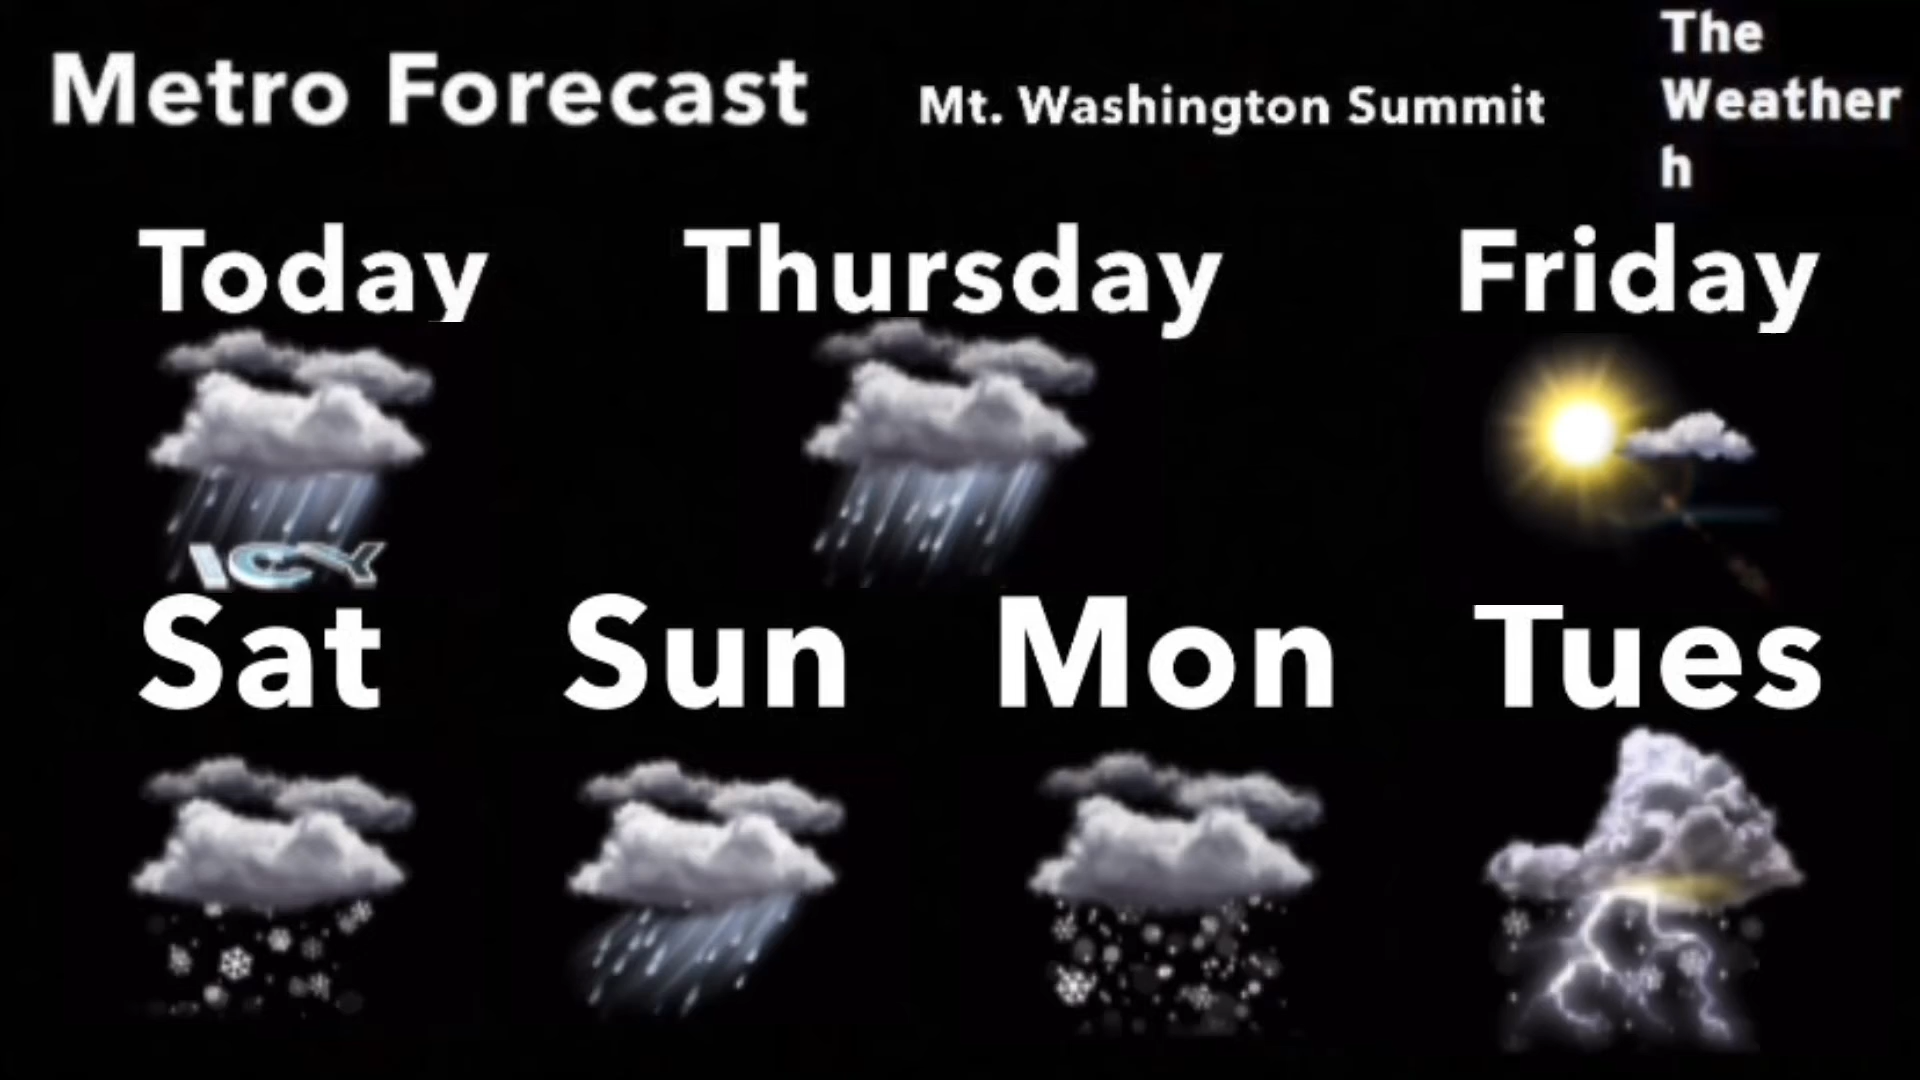 Metro Forecast
Mt. Washington Summit
The
Weather
h
Today
Thursday
Friday
ICY
Sat
Sun
Mon
Tues